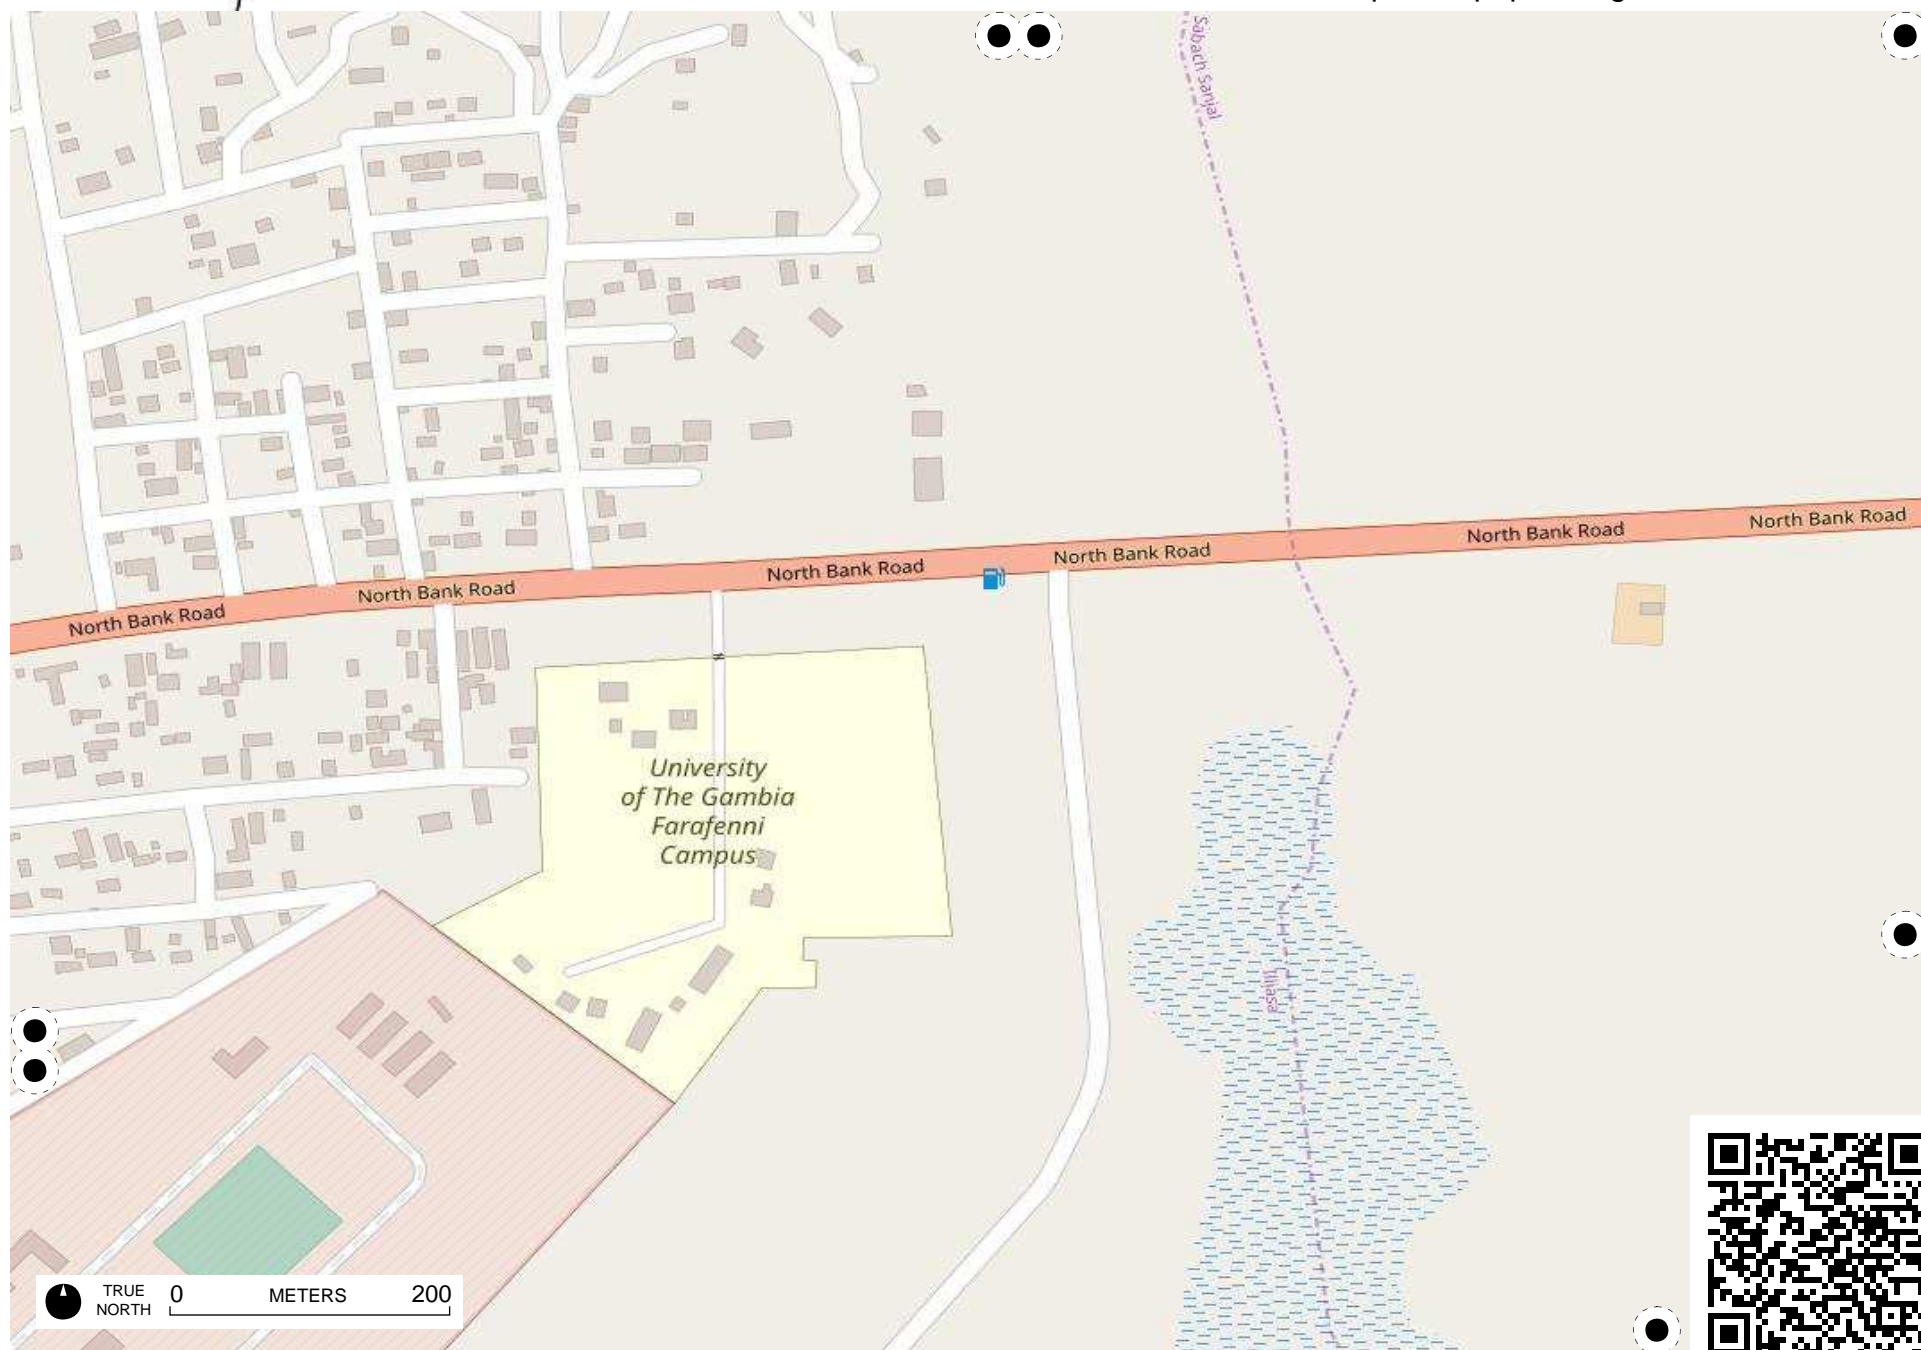 Sabach Sanjal
North Bank Road
North Bank Road
North Bank Road
North Bank Road
North Bank Road
North Bank Road
University
of The Gambia
Farafenni
Campus
Illiasa
TRUE
NORTH
0
METERS
200